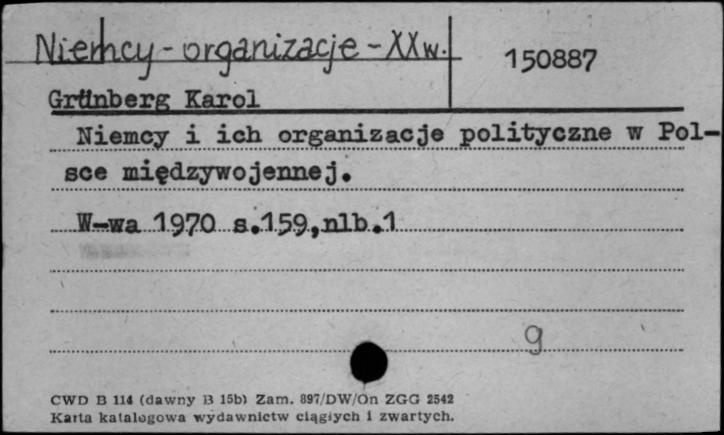 Niemcy - organizacje - XXw.
150887
Grünberg Karol
Niemcy i ich organizacje polityczne w Pol-
sce międzywojennej.
W-wa 1970 s.159,nlb.1
9
CWD B 114 (dawny B 15b) Zam. 897/DW/On ZGG 2542
Karta katalogowa wydawnictw ciągłych i zwartych.